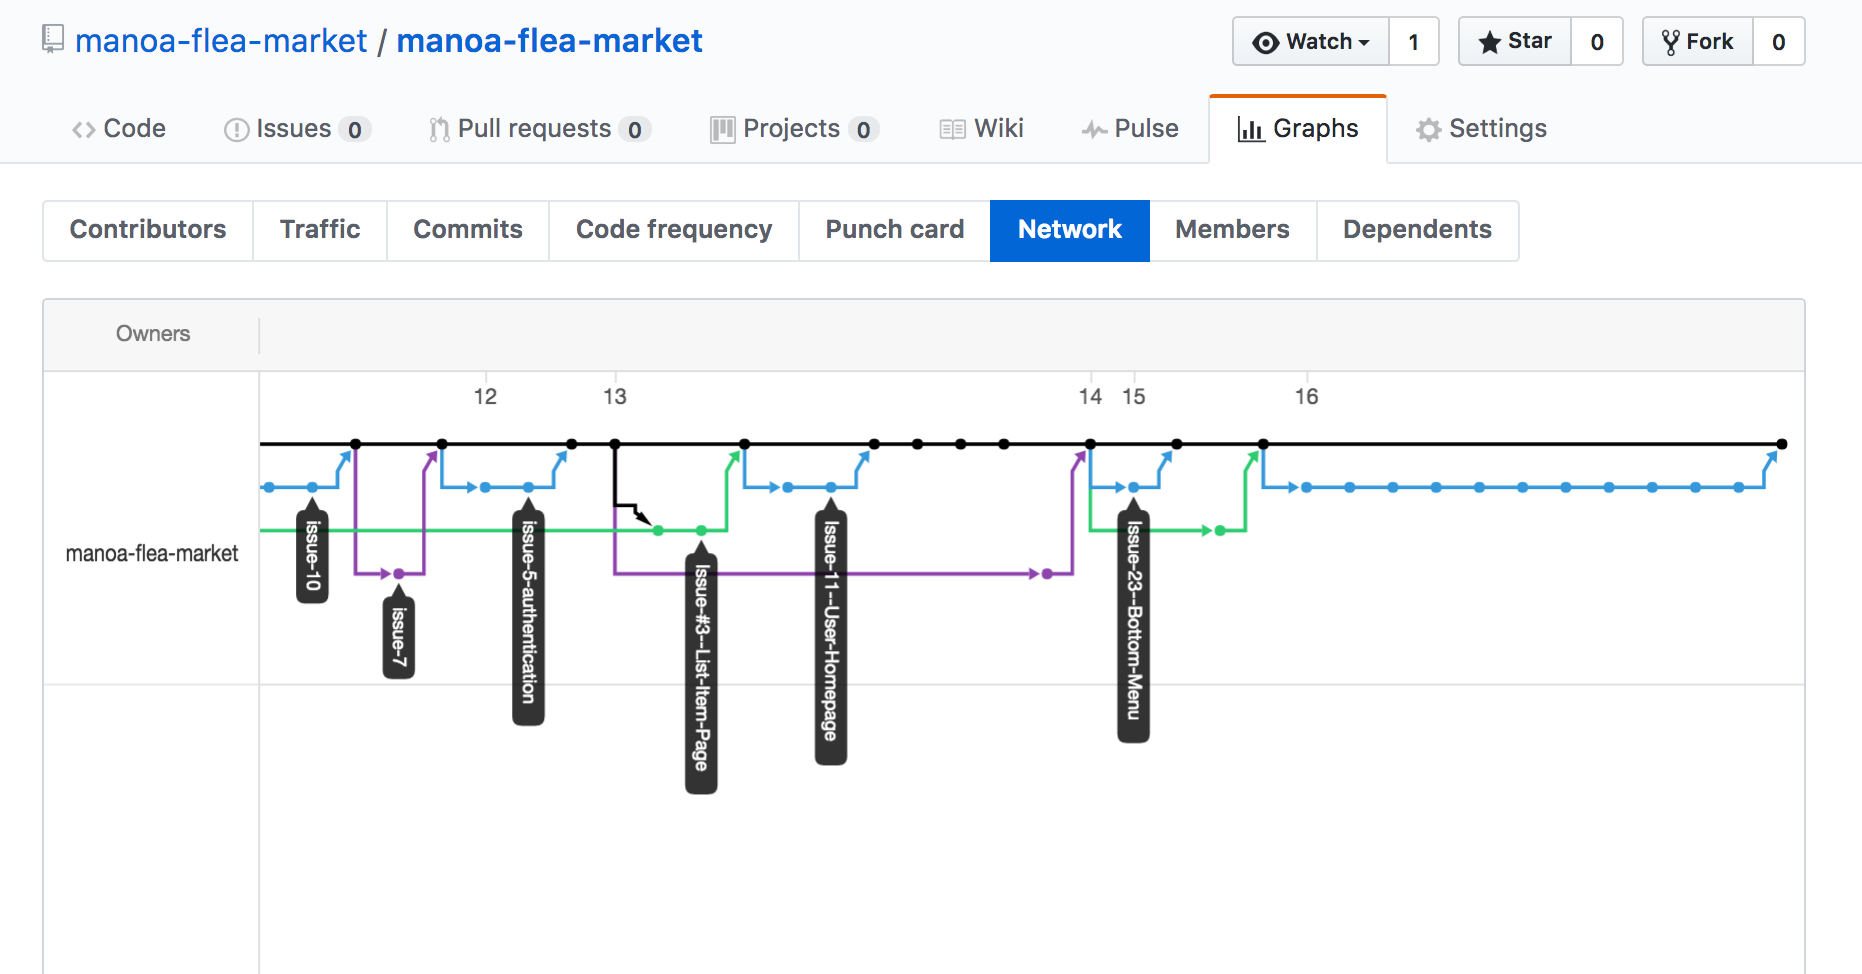 manoa-flea-market / manoa-flea-market
Watch 1 Star 0 Fork 0
Code Issues 0 Pull requests 0 Projects 0 Wiki Pulse Graphs Settings
Contributors Traffic Commits Code frequency Punch card Network Members Dependents
Owners
12 13 14 15 16
manoa-flea-market
issue-10
issue-7
issue-5-authentication
Issue-#3--List-Item-Page
Issue-11--User-Homepage
Issue-23--Bottom-Menu